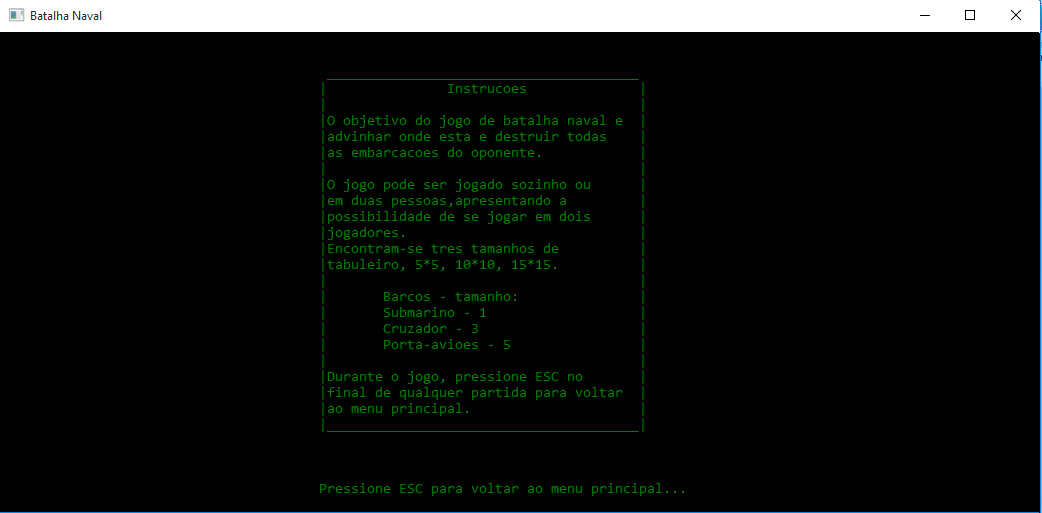 Batalha Naval
Instrucoes
O objetivo do jogo de batalha naval e
advinhar onde esta e destruir todas
as embarcacoes do oponente.
O jogo pode ser jogado sozinho ou
em duas pessoas,apresentando a
possibilidade de se jogar em dois
jogadores.
Encontram-se tres tamanhos de
tabuleiro, 5*5, 10*10, 15*15.
Barcos - tamanho:
Submarino - 1
Cruzador - 3
Porta-avioes - 5
Durante o jogo, pressione ESC no
final de qualquer partida para voltar
ao menu principal.
Pressione ESC para voltar ao menu principal...